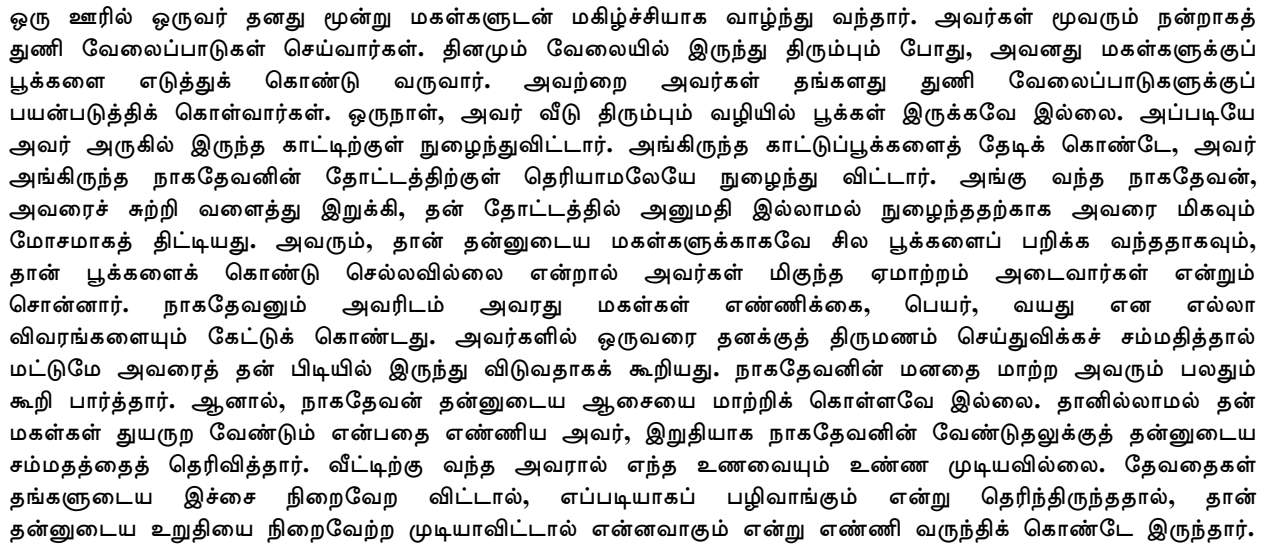 ஒரு ஊரில் ஒருவர் தனது மூன்று மகள்களுடன் மகிழ்ச்சியாக வாழ்ந்து வந்தார். அவர்கள் மூவரும் நன்றாகத்
துணி வேலைப்பாடுகள் செய்வார்கள். தினமும் வேலையில் இருந்து திரும்பும் போது, அவனது மகள்களுக்குப்
பூக்களை எடுத்துக் கொண்டு வருவார். அவற்றை அவர்கள் தங்களது துணி வேலைப்பாடுகளுக்குப்
பயன்படுத்திக் கொள்வார்கள். ஒருநாள், அவர் வீடு திரும்பும் வழியில் பூக்கள் இருக்கவே இல்லை. அப்படியே
அவர் அருகில் இருந்த காட்டிற்குள் நுழைந்துவிட்டார். அங்கிருந்த காட்டுப்பூக்களைத் தேடிக் கொண்டே, அவர்
அங்கிருந்த நாகதேவனின் தோட்டத்திற்குள் தெரியாமலேயே நுழைந்து விட்டார். அங்கு வந்த நாகதேவன்,
அவரைச் சுற்றி வளைத்து இறுக்கி, தன் தோட்டத்தில் அனுமதி இல்லாமல் நுழைந்ததற்காக அவரை மிகவும்
மோசமாகத் திட்டியது. அவரும், தான் தன்னுடைய மகள்களுக்காகவே சில பூக்களைப் பறிக்க வந்ததாகவும்,
தான் பூக்களைக் கொண்டு செல்லவில்லை என்றால் அவர்கள் மிகுந்த ஏமாற்றம் அடைவார்கள் என்றும்
சொன்னார். நாகதேவனும் அவரிடம் அவரது மகள்கள் எண்ணிக்கை, பெயர், வயது என எல்லா
விவரங்களையும் கேட்டுக் கொண்டது. அவர்களில் ஒருவரை தனக்குத் திருமணம் செய்துவிக்கச் சம்மதித்தால்
மட்டுமே அவரைத் தன் பிடியில் இருந்து விடுவதாகக் கூறியது. நாகதேவனின் மனதை மாற்ற அவரும் பலதும்
கூறி பார்த்தார். ஆனால், நாகதேவன் தன்னுடைய ஆசையை மாற்றிக் கொள்ளவே இல்லை. தானில்லாமல் தன்
மகள்கள் துயருற வேண்டும் என்பதை எண்ணிய அவர், இறுதியாக நாகதேவனின் வேண்டுதலுக்குத் தன்னுடைய
சம்மதத்தைத் தெரிவித்தார். வீட்டிற்கு வந்த அவரால் எந்த உணவையும் உண்ண முடியவில்லை. தேவதைகள்
தங்களுடைய இச்சை நிறைவேற விட்டால், எப்படியாகப் பழிவாங்கும் என்று தெரிந்திருந்ததால், தான்
தன்னுடைய உறுதியை நிறைவேற்ற முடியாவிட்டால் என்னவாகும் என்று எண்ணி வருந்திக் கொண்டே இருந்தார்.